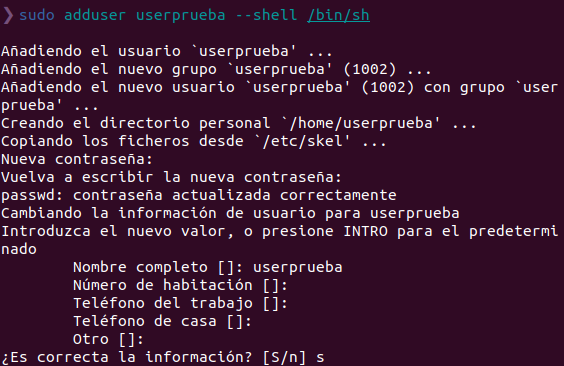 ❯ sudo adduser userprueba --shell /bin/sh
Añadiendo el usuario `userprueba' ...
Añadiendo el nuevo grupo `userprueba' (1002) ...
Añadiendo el nuevo usuario `userprueba' (1002) con grupo `user
prueba' ...
Creando el directorio personal `/home/userprueba' ...
Copiando los ficheros desde `/etc/skel' ...
Nueva contraseña:
Vuelva a escribir la nueva contraseña:
passwd: contraseña actualizada correctamente
Cambiando la información de usuario para userprueba
Introduzca el nuevo valor, o presione INTRO para el predetermi
nado
Nombre completo []: userprueba
Número de habitación []:
Teléfono del trabajo []:
Teléfono de casa []:
Otro []:
¿Es correcta la información? [S/n] s